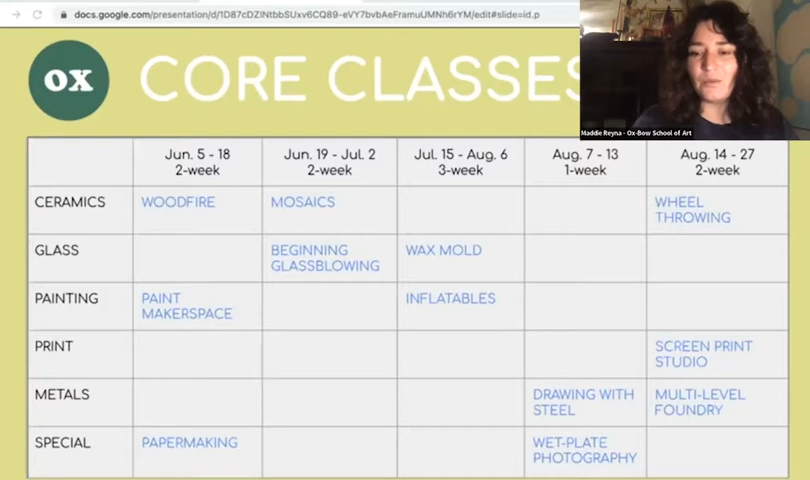 docs.google.com/presentation/d/1D87cDZINtbbSUxv6CQ89-eVY7bvbAeFramuUMNh6rYM/edit#slide=id.p
OX
CORE CLASSES
Maddie Reyna - Ox-Bow School of Art
Jun. 5 - 18
2-week
Jun. 19 - Jul. 2
2-week
Jul. 15 - Aug. 6
3-week
Aug. 7 - 13
1-week
Aug. 14 - 27
2-week
CERAMICS
WOODFIRE
MOSAICS
WHEEL
THROWING
GLASS
BEGINNING
GLASSBLOWING
WAX MOLD
PAINTING
PAINT
MAKERSPACE
INFLATABLES
PRINT
SCREEN PRINT
STUDIO
METALS
DRAWING WITH
STEEL
MULTI-LEVEL
FOUNDRY
SPECIAL
PAPERMAKING
WET-PLATE
PHOTOGRAPHY